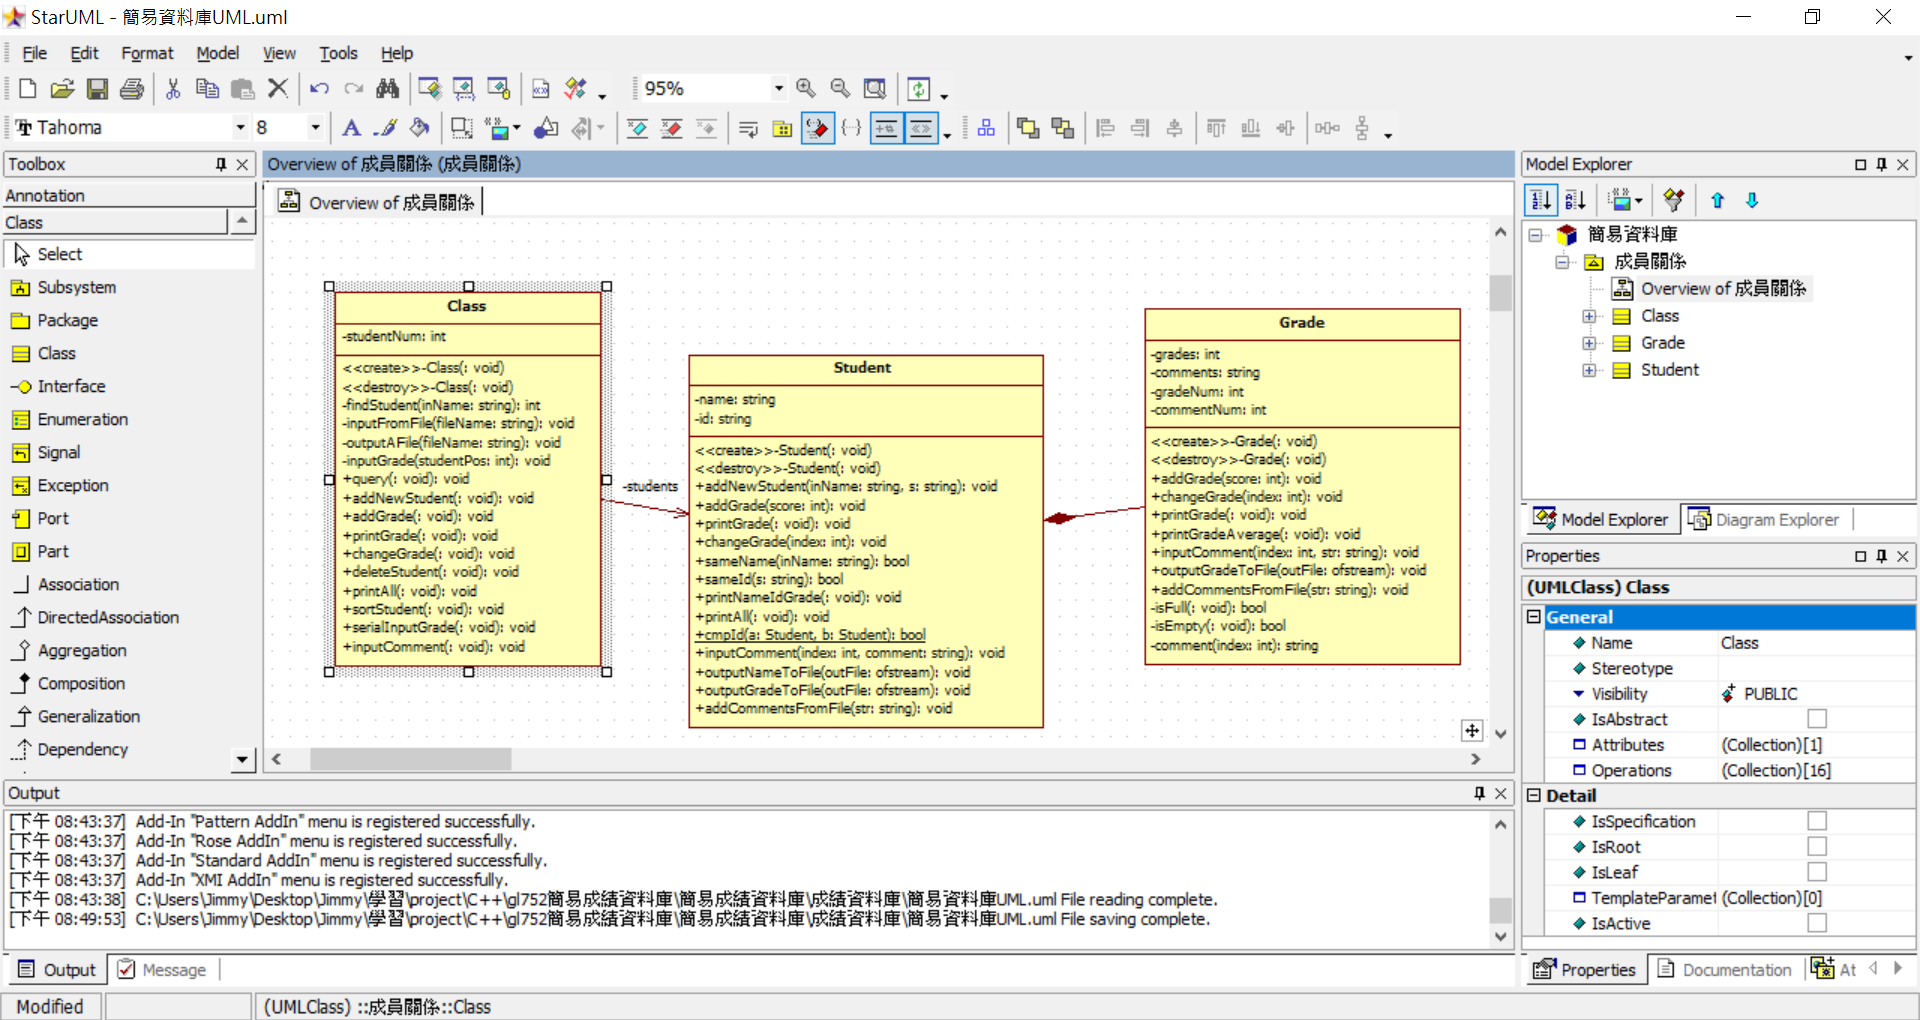 StarUML - 簡易資料庫UML.uml
File Edit Format Model View Tools Help
95%
Tahoma 8
Toolbox
Annotation
Class
Select
Subsystem
Package
Class
Interface
Enumeration
Signal
Exception
Port
Part
Association
DirectedAssociation
Aggregation
Composition
Generalization
Dependency
Overview of 成員關係 (成員關係)
Overview of 成員關係
Class
-studentNum: int
<<create>>-Class(: void)
<<destroy>>-Class(: void)
-findStudent(inName: string): int
-inputFromFile(fileName: string): void
-outputAFile(fileName: string): void
-inputGrade(studentPos: int): void
+query(: void): void
+addNewStudent(: void): void
+addGrade(: void): void
+printGrade(: void): void
+changeGrade(: void): void
+deleteStudent(: void): void
+printAll(: void): void
+sortStudent(: void): void
+serialInputGrade(: void): void
+inputComment(: void): void
-students
Student
-name: string
-id: string
<<create>>-Student(: void)
<<destroy>>-Student(: void)
+addNewStudent(inName: string, s: string): void
+addGrade(score: int): void
+printGrade(: void): void
+changeGrade(index: int): void
+sameName(inName: string): bool
+sameId(s: string): bool
+printNameIdGrade(: void): void
+printAll(: void): void
+cmpId(a: Student, b: Student): bool
+inputComment(index: int, comment: string): void
+outputNameToFile(outFile: ofstream): void
+outputGradeToFile(outFile: ofstream): void
+addCommentsFromFile(str: string): void
Grade
-grades: int
-comments: string
-gradeNum: int
-commentNum: int
<<create>>-Grade(: void)
<<destroy>>-Grade(: void)
+addGrade(score: int): void
+changeGrade(index: int): void
+printGrade(: void): void
+printGradeAverage(: void): void
+inputComment(index: int, str: string): void
+outputGradeToFile(outFile: ofstream): void
+addCommentsFromFile(str: string): void
-isFull(: void): bool
-isEmpty(: void): bool
-comment(index: int): string
Model Explorer
簡易資料庫
成員關係
Overview of 成員關係
Class
Grade
Student
Model Explorer Diagram Explorer
Properties
(UMLClass) Class
General
Name Class
Stereotype
Visibility PUBLIC
IsAbstract
Attributes (Collection)[1]
Operations (Collection)[16]
Detail
IsSpecification
IsRoot
IsLeaf
TemplateParamet (Collection)[0]
IsActive
Properties Documentation At
Output
[下午 08:43:37] Add-In "Pattern AddIn" menu is registered successfully.
[下午 08:43:37] Add-In "Rose AddIn" menu is registered successfully.
[下午 08:43:37] Add-In "Standard AddIn" menu is registered successfully.
[下午 08:43:37] Add-In "XMI AddIn" menu is registered successfully.
[下午 08:43:38] C:\Users\Jimmy\Desktop\Jimmy\學習\project\C++\gl752簡易成績資料庫\簡易成績資料庫\成績資料庫\簡易資料庫UML.uml File reading complete.
[下午 08:49:53] C:\Users\Jimmy\Desktop\Jimmy\學習\project\C++\gl752簡易成績資料庫\簡易成績資料庫\成績資料庫\簡易資料庫UML.uml File saving complete.
Output Message
Modified (UMLClass) ::成員關係::Class